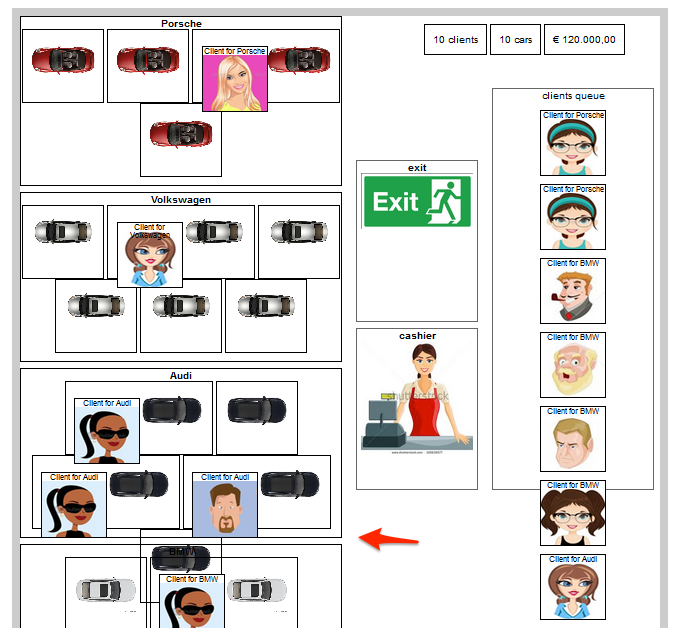 Porsche
Client for Porsche
Volkswagen
Client for
Volkswagen
Audi
Client for Audi
Client for Audi
Client for Audi
BMW
Client for BMW
10 clients
10 cars
€ 120.000,00
exit
Exit
cashier
shutterstock
clients queue
Client for Porsche
Client for Porsche
Client for BMW
Client for BMW
Client for BMW
Client for BMW
Client for Audi